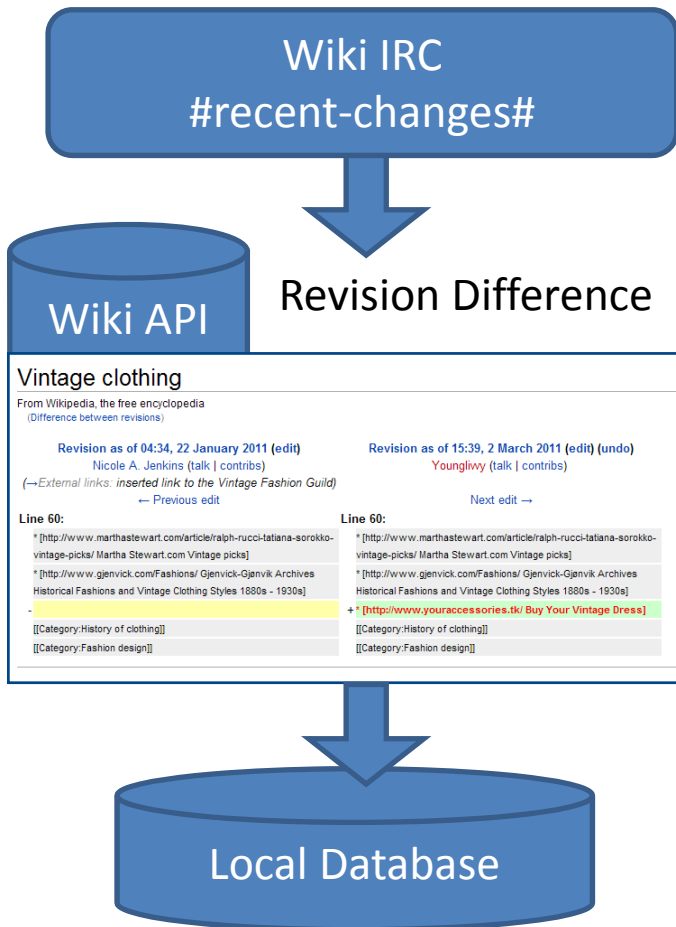 Wiki IRC
#recent-changes#
Wiki API
Revision Difference
Vintage clothing
From Wikipedia, the free encyclopedia
(Difference between revisions)
Revision as of 04:34, 22 January 2011 (edit)
Nicole A. Jenkins (talk | contribs)
(→External links: inserted link to the Vintage Fashion Guild)
← Previous edit
Revision as of 15:39, 2 March 2011 (edit) (undo)
Younglivvy (talk | contribs)
Next edit →
Line 60:
* [http://www.marthastewart.com/article/ralph-rucci-tatiana-sorokko-
vintage-picks/ Martha Stewart.com Vintage picks]
* [http://www.gjenvick.com/Fashions/ Gjenvick-Gjønvik Archives
Historical Fashions and Vintage Clothing Styles 1880s - 1930s]
-
[[Category:History of clothing]]
[[Category:Fashion design]]
Line 60:
* [http://www.marthastewart.com/article/ralph-rucci-tatiana-sorokko-
vintage-picks/ Martha Stewart.com Vintage picks]
* [http://www.gjenvick.com/Fashions/ Gjenvick-Gjønvik Archives
Historical Fashions and Vintage Clothing Styles 1880s - 1930s]
+ * [http://www.youraccessories.tk/ Buy Your Vintage Dress]
[[Category:History of clothing]]
[[Category:Fashion design]]
Local Database